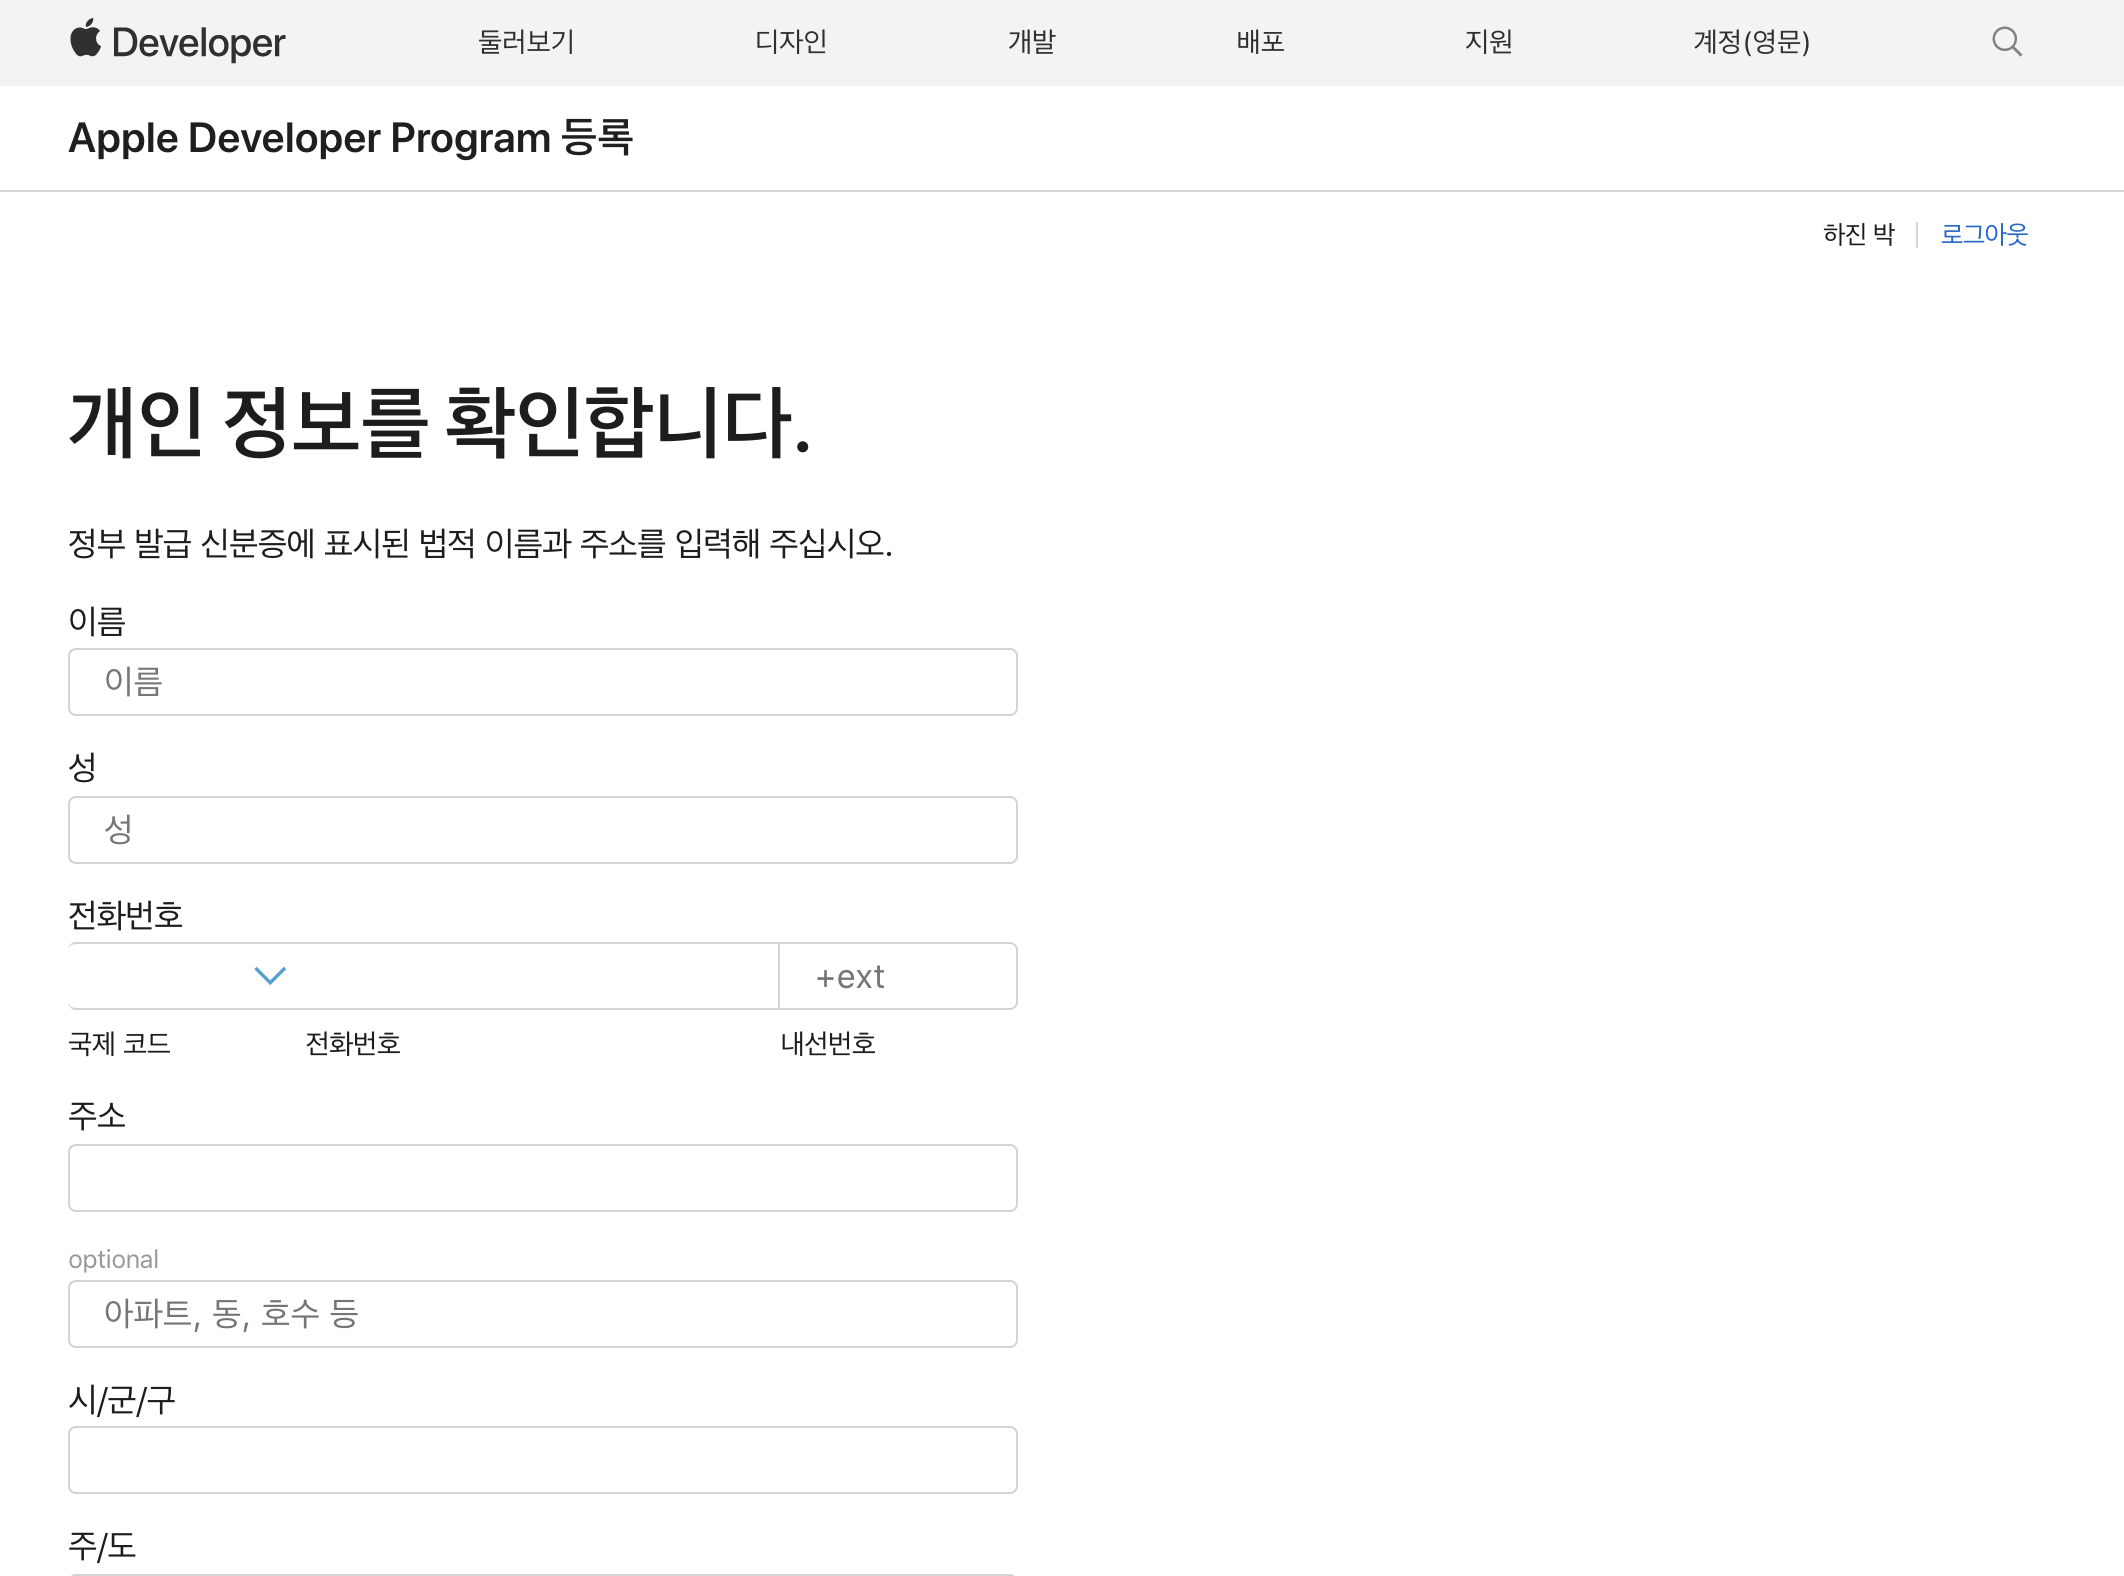 Developer
둘러보기
디자인
개발
배포
지원
계정(영문)
Apple Developer Program 등록
하진 박
로그아웃
개인 정보를 확인합니다.
정부 발급 신분증에 표시된 법적 이름과 주소를 입력해 주십시오.
이름
이름
성
성
전화번호
+ext
국제 코드
전화번호
내선번호
주소
optional
아파트, 동, 호수 등
시/군/구
주/도